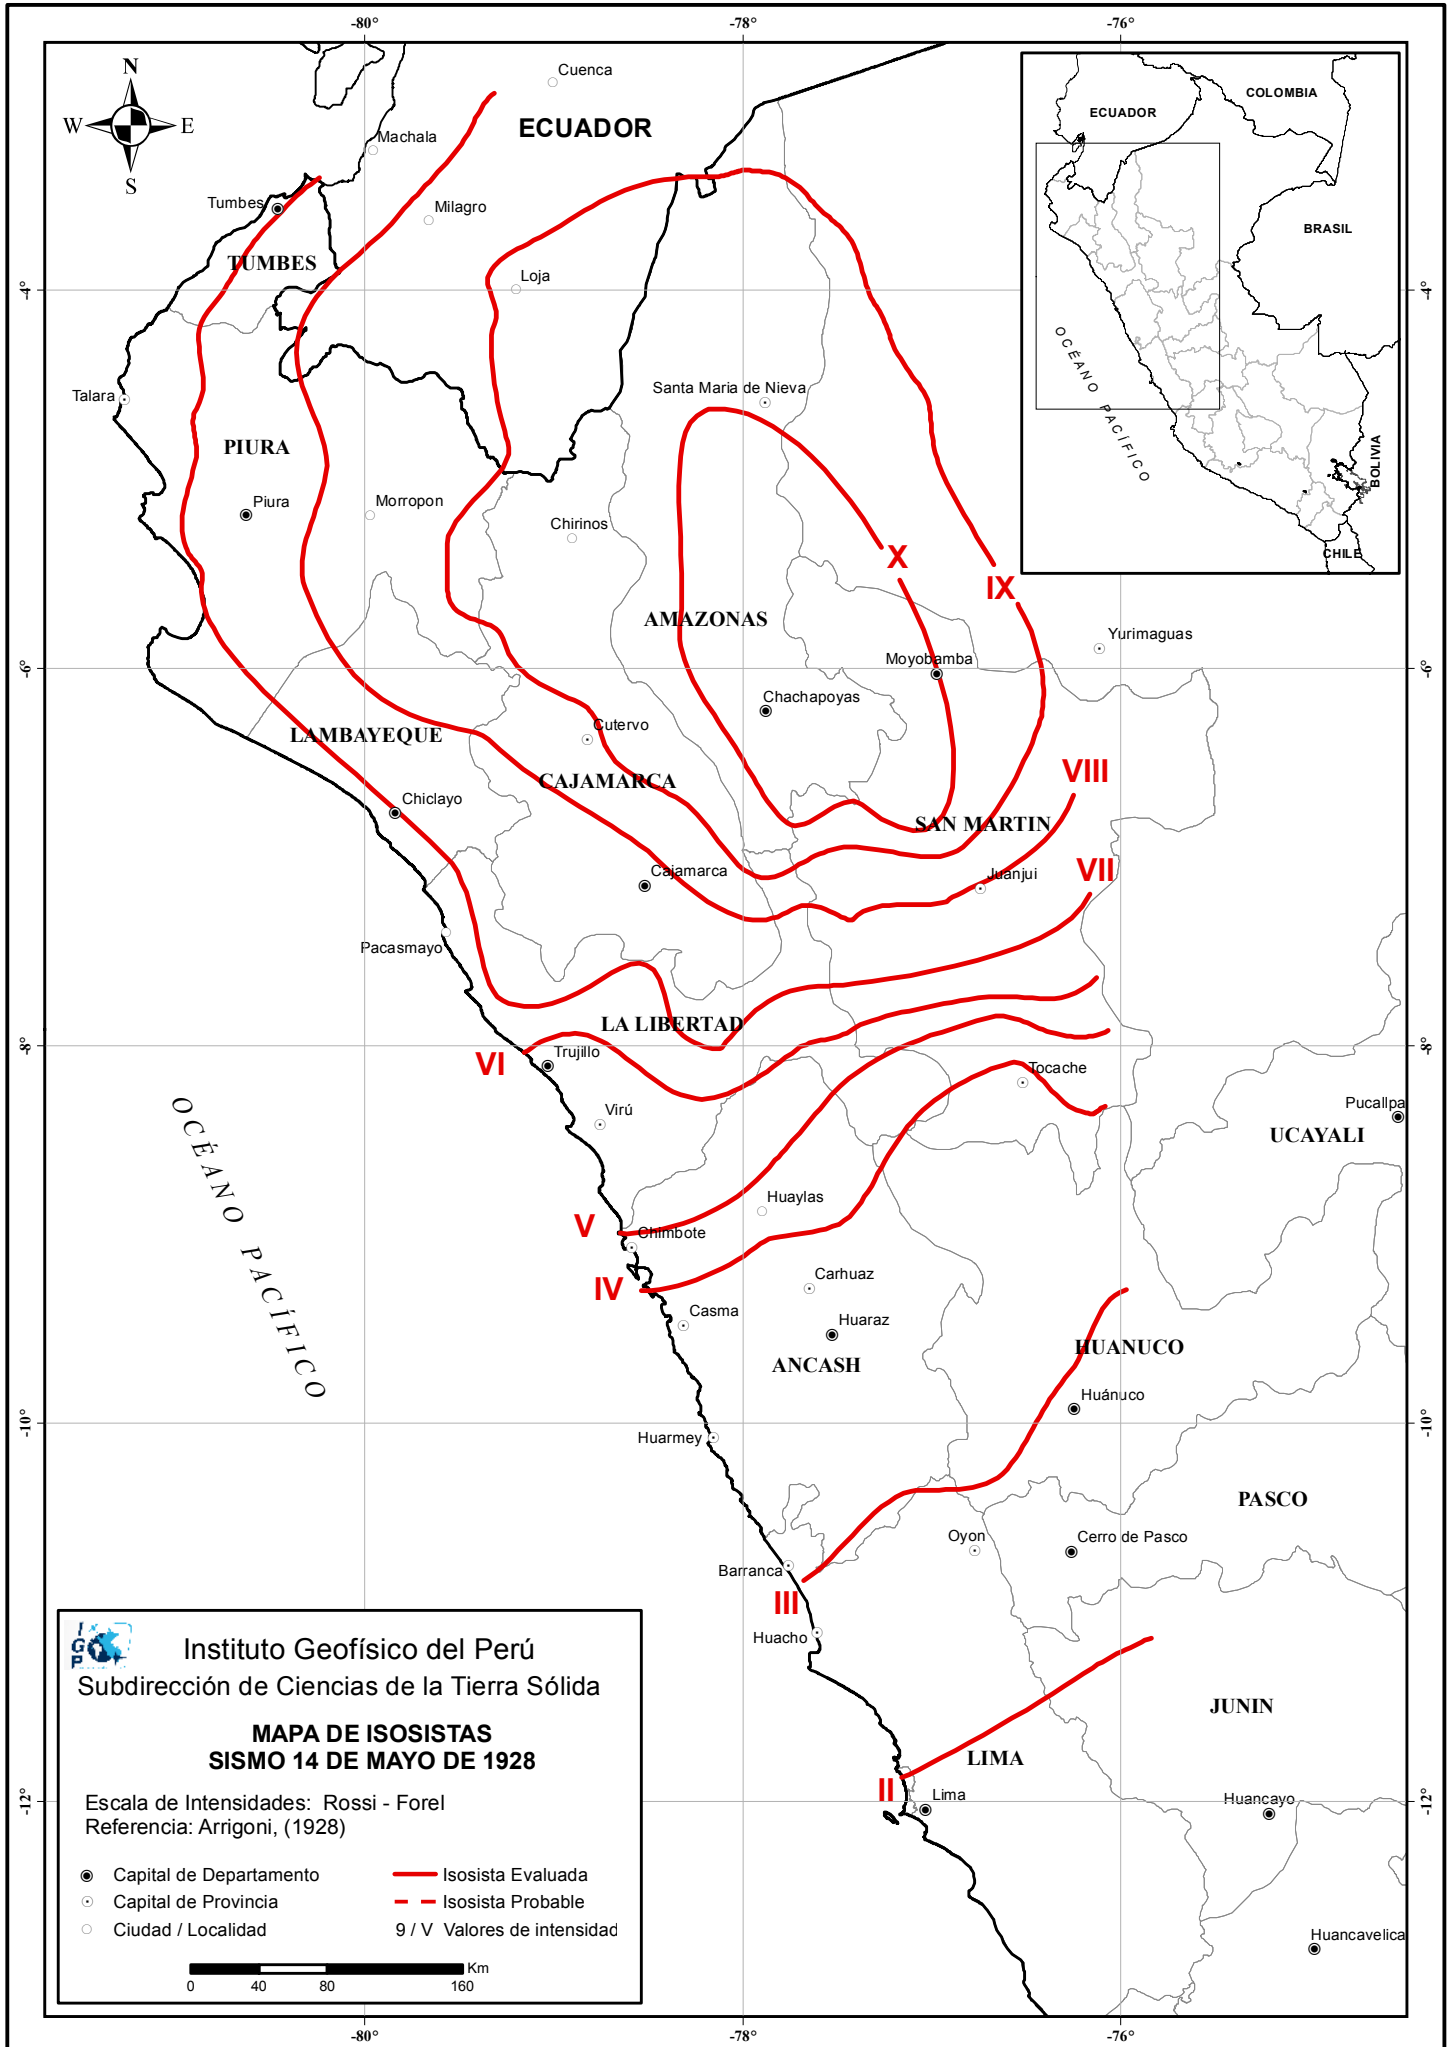 -80°
-78°
-76°
N
W
E
S
Cuenca
ECUADOR
Machala
Tumbes
Milagro
TUMBES
Loja
-4°
-4°
Talara
Santa Maria de Nieva
PIURA
Piura
Morropon
Chirinos
X
IX
AMAZONAS
Yurimaguas
Moyobamba
-6°
-6°
Chachapoyas
LAMBAYEQUE
Cutervo
CAJAMARCA
VIII
Chiclayo
SAN MARTIN
VII
Cajamarca
Juanjui
Pacasmayo
LA LIBERTAD
-8°
-8°
VI
Trujillo
Tocache
Virú
Pucallpa
UCAYALI
OCÉANO PACÍFICO
Huaylas
V
Chimbote
IV
Carhuaz
Casma
Huaraz
ANCASH
HUANUCO
Huánuco
-10°
-10°
Huarmey
PASCO
Oyon
Cerro de Pasco
Barranca
III
Huacho
JUNIN
LIMA
II
Lima
Huancayo
-12°
-12°
Huancavelica
COLOMBIA
ECUADOR
BRASIL
OCÉANO PACÍFICO
BOLIVIA
CHILE
IGP
Instituto Geofísico del Perú
Subdirección de Ciencias de la Tierra Sólida
MAPA DE ISOSISTAS
SISMO 14 DE MAYO DE 1928
Escala de Intensidades: Rossi - Forel
Referencia: Arrigoni, (1928)
Capital de Departamento
Isosista Evaluada
Capital de Provincia
Isosista Probable
Ciudad / Localidad
9 / V Valores de intensidad
Km
0 40 80 160
-80°
-78°
-76°